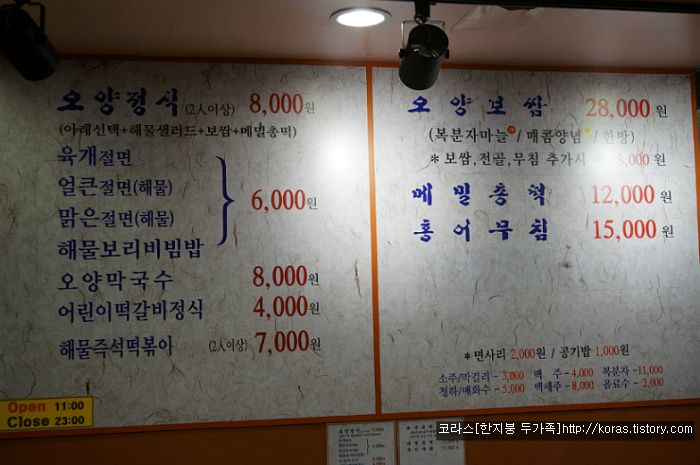 오양정식 (2人이상) 8,000원
(아래선택+해물샐러드+보쌈+메밀총떡)
육개절면
얼큰절면(해물)
맑은절면(해물)
해물보리비빔밥
6,000원
오양막국수 8,000원
어린이떡갈비정식 4,000원
해물즉석떡볶이 (2人이상) 7,000원
오양보쌈 28,000원
(복분자마늘 / 매콤양념 / 한방)
*보쌈,전골,무침 추가시 각 8,000원
메밀총떡 12,000원
홍어무침 15,000원
*면사리 2,000원 / 공기밥 1,000원
소주/막걸리 - 3,000 맥주 - 4,000 복분자 - 11,000
청하/매화수 - 5,000 백세주 - 8,000 음료수 - 2,000
Open 11:00
Close 23:00
코라스[한지붕 두가족]http://koras.tistory.com